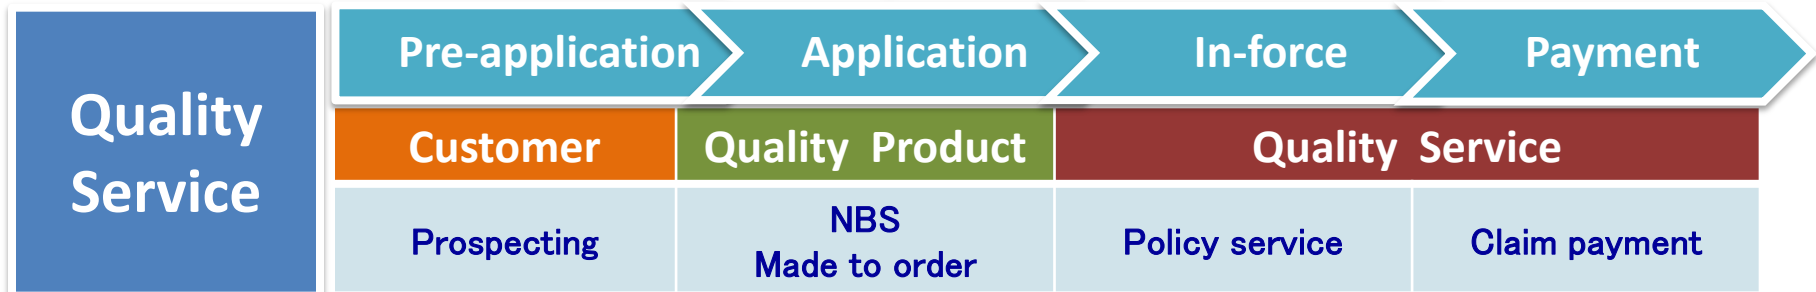 Quality
Service
Pre-application
Application
In-force
Payment
Customer
Quality Product
Quality Service
Prospecting
NBS
Made to order
Policy service
Claim payment